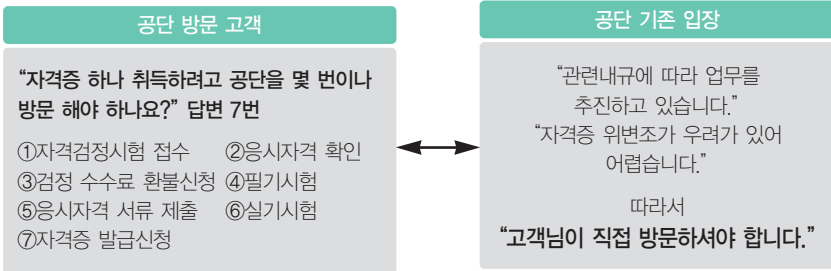 공단 방문 고객
“자격증 하나 취득하려고 공단을 몇 번이나
방문 해야 하나요?” 답변 7번
①자격검정시험 접수 ②응시자격 확인
③검정 수수료 환불신청 ④필기시험
⑤응시자격 서류 제출 ⑥실기시험
⑦자격증 발급신청
공단 기존 입장
“관련내규에 따라 업무를
추진하고 있습니다.”
“자격증 위변조가 우려가 있어
어렵습니다.”
따라서
“고객님이 직접 방문하셔야 합니다.”